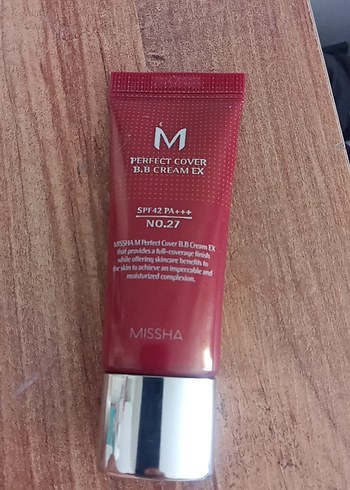 M
PERFECT COVER
B.B CREAM EX
SPF42 PA+++
NO.27
MISSHA M Perfect Cover B.B Cream EX
that provides a full-coverage finish
while offering skincare benefits to
the skin to achieve an impeccable and
moisturized complexion.
MISSHA